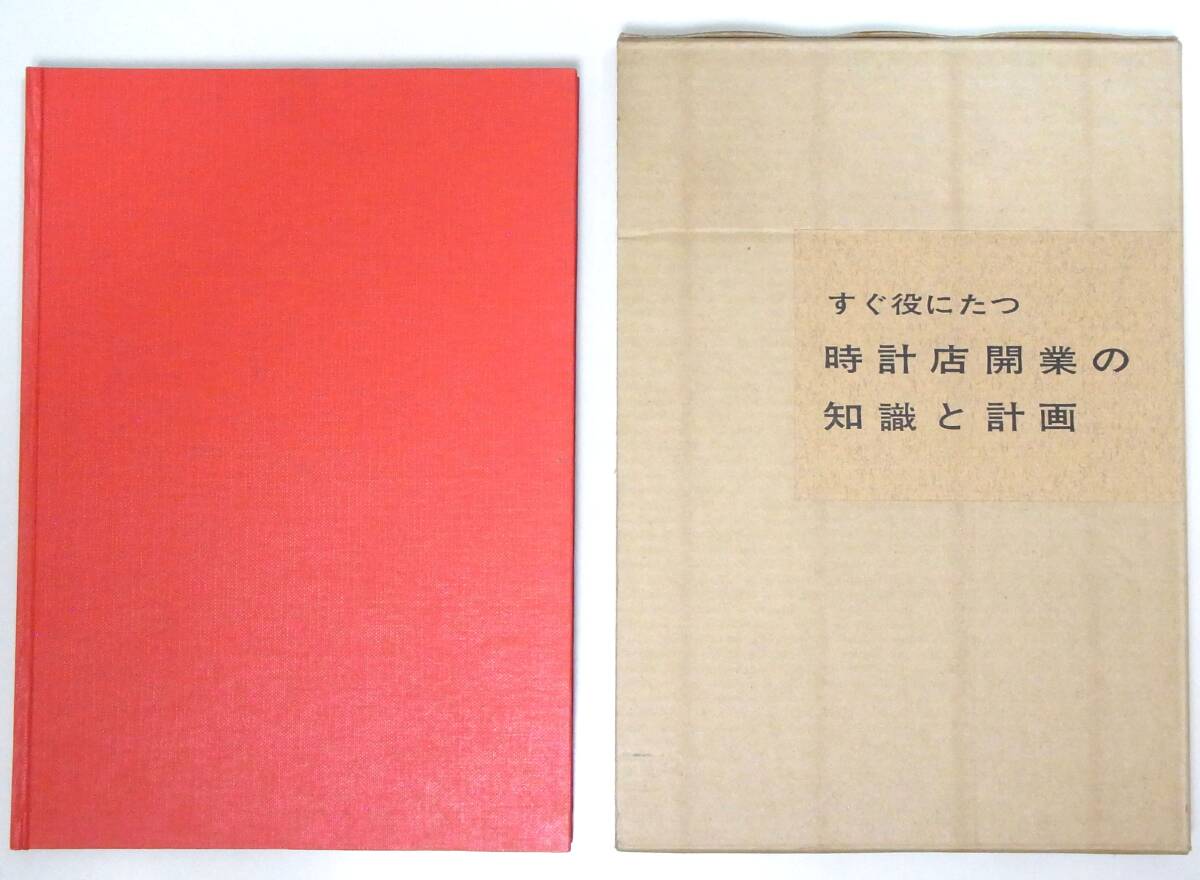 すぐ役にたつ
時計店開業の
知識と計画